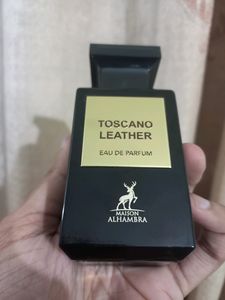 TOSCANO
LEATHER
EAU DE PARFUM
MAISON
ALHAMBRA